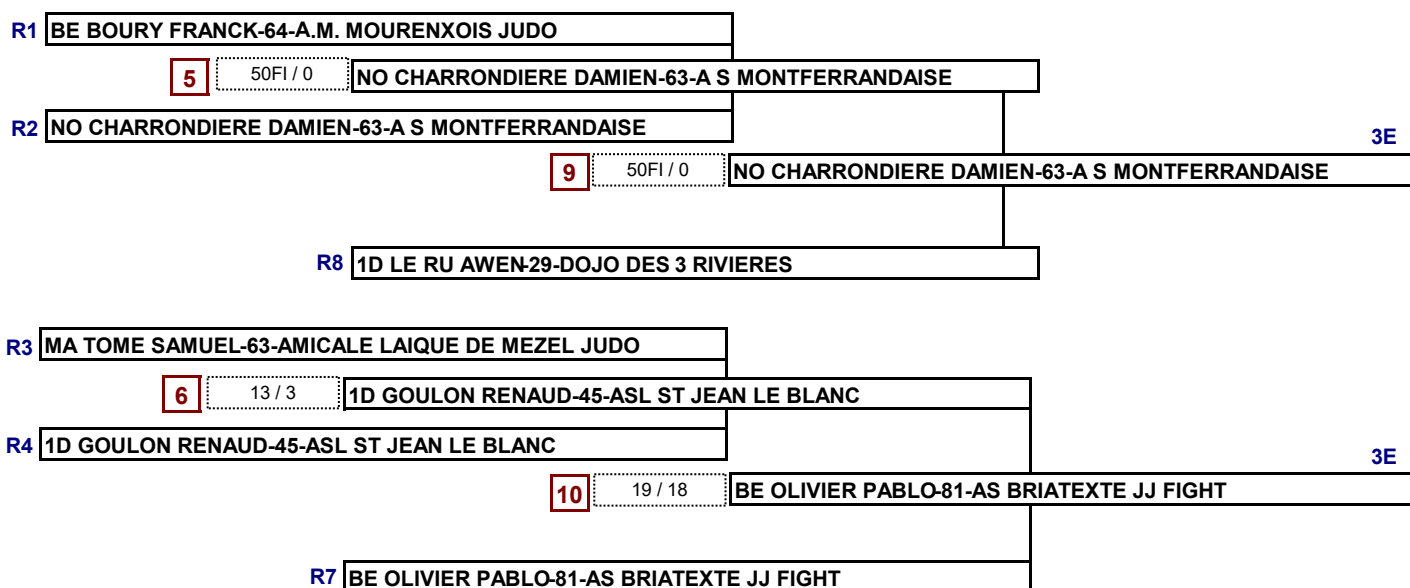 R1 BE BOURY FRANCK-64-A.M. MOURENXOIS JUDO
5 50FI / 0 NO CHARRONDIERE DAMIEN-63-A S MONTFERRANDAISE
R2 NO CHARRONDIERE DAMIEN-63-A S MONTFERRANDAISE
3E
9 50FI / 0 NO CHARRONDIERE DAMIEN-63-A S MONTFERRANDAISE
R8 1D LE RU AWEN-29-DOJO DES 3 RIVIERES
R3 MA TOME SAMUEL-63-AMICALE LAIQUE DE MEZEL JUDO
6 13 / 3 1D GOULON RENAUD-45-ASL ST JEAN LE BLANC
R4 1D GOULON RENAUD-45-ASL ST JEAN LE BLANC
3E
10 19 / 18 BE OLIVIER PABLO-81-AS BRIATEXTE JJ FIGHT
R7 BE OLIVIER PABLO-81-AS BRIATEXTE JJ FIGHT